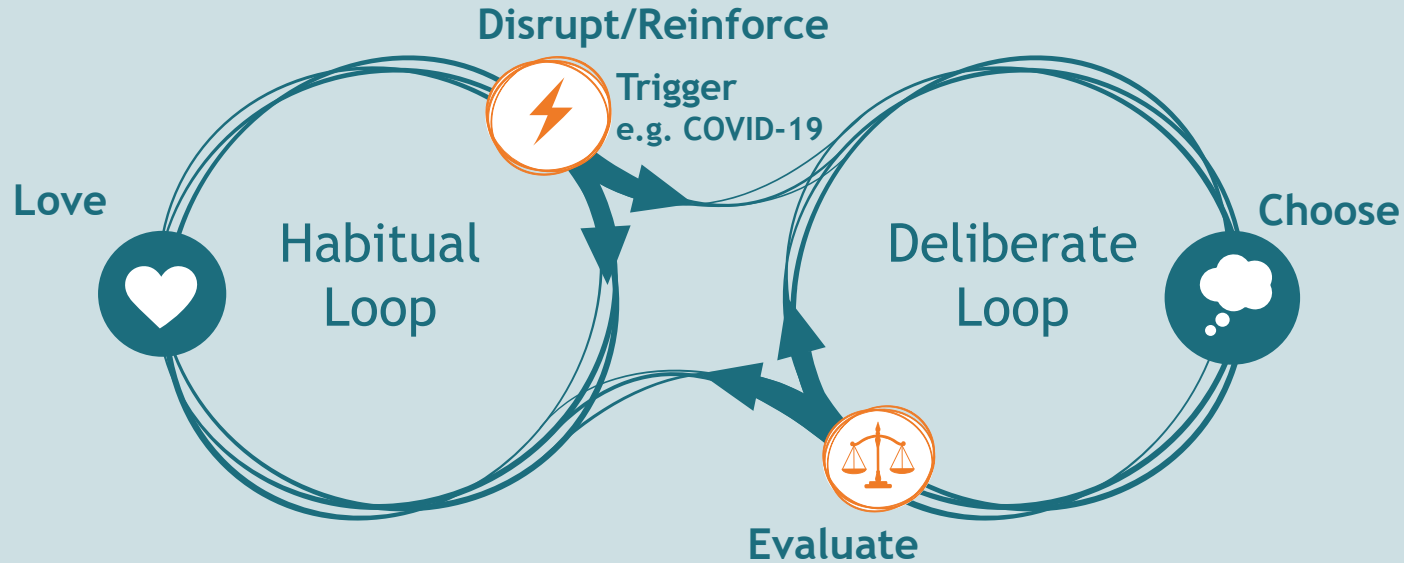 Disrupt/Reinforce
Trigger
e.g. COVID-19
Love
Habitual
Loop
Deliberate
Loop
Choose
Evaluate